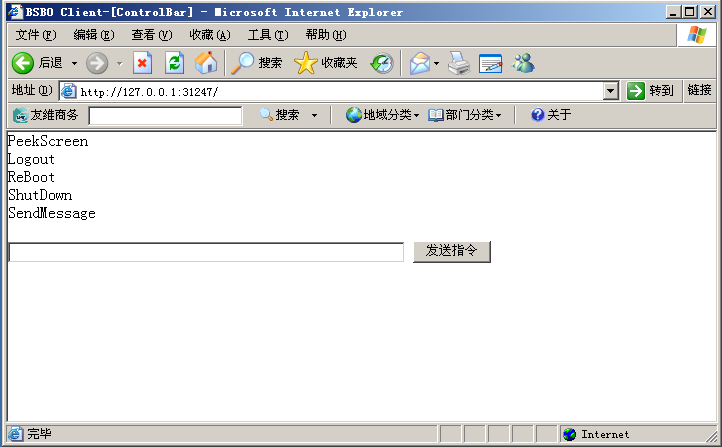 BSBO Client-[ControlBar] - Microsoft Internet Explorer
文件(F) 编辑(E) 查看(V) 收藏(A) 工具(T) 帮助(H)
后退 搜索 收藏夹
地址(D) http://127.0.0.1:31247/ 转到 链接
友维商务 搜索 地域分类 部门分类 关于
PeekScreen
Logout
ReBoot
ShutDown
SendMessage
发送指令
完毕 Internet